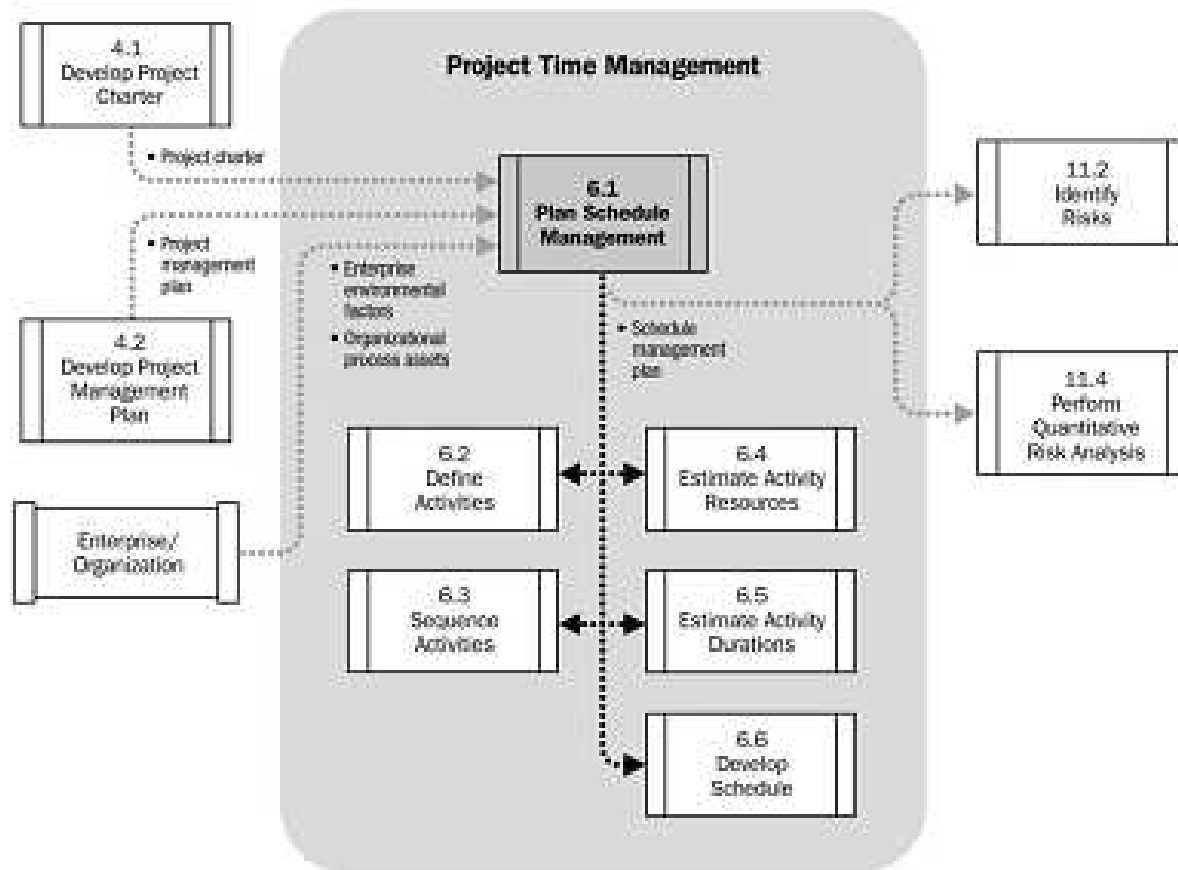 Project Time Management
4.1
Develop Project
Charter
• Project charter
6.1
Plan Schedule
Management
11.2
Identify
Risks
• Project
management
plan
• Enterprise
environmental
factors
• Organizational
process assets
• Schedule
management
plan
4.2
Develop Project
Management
Plan
11.4
Perform
Quantitative
Risk Analysis
6.2
Define
Activities
6.4
Estimate Activity
Resources
Enterprise/
Organization
6.3
Sequence
Activities
6.5
Estimate Activity
Durations
6.6
Develop
Schedule